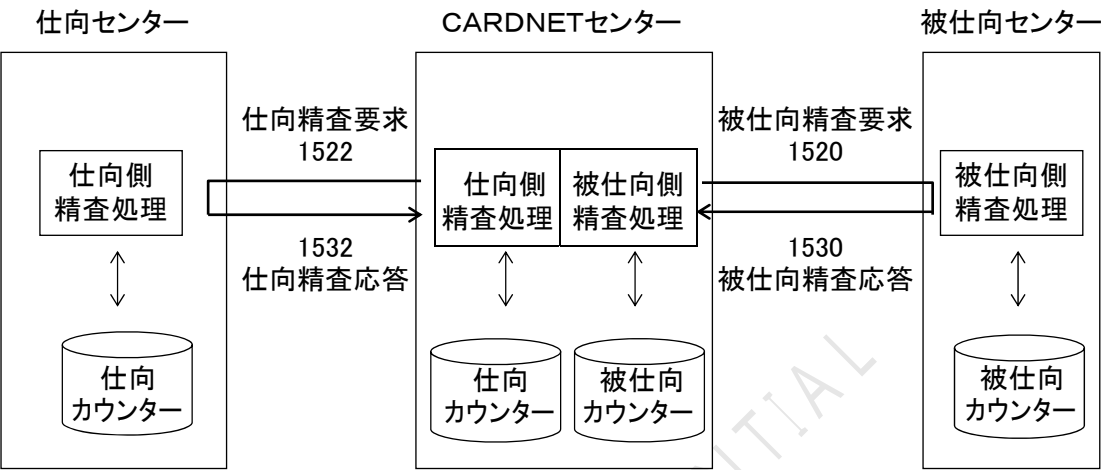 仕向センター
CARDNETセンター
被仕向センター
仕向精査要求
1522
被仕向精査要求
1520
仕向側
精査処理
仕向側
精査処理
被仕向側
精査処理
被仕向側
精査処理
1532
仕向精査応答
1530
被仕向精査応答
仕向
カウンター
仕向
カウンター
被仕向
カウンター
被仕向
カウンター